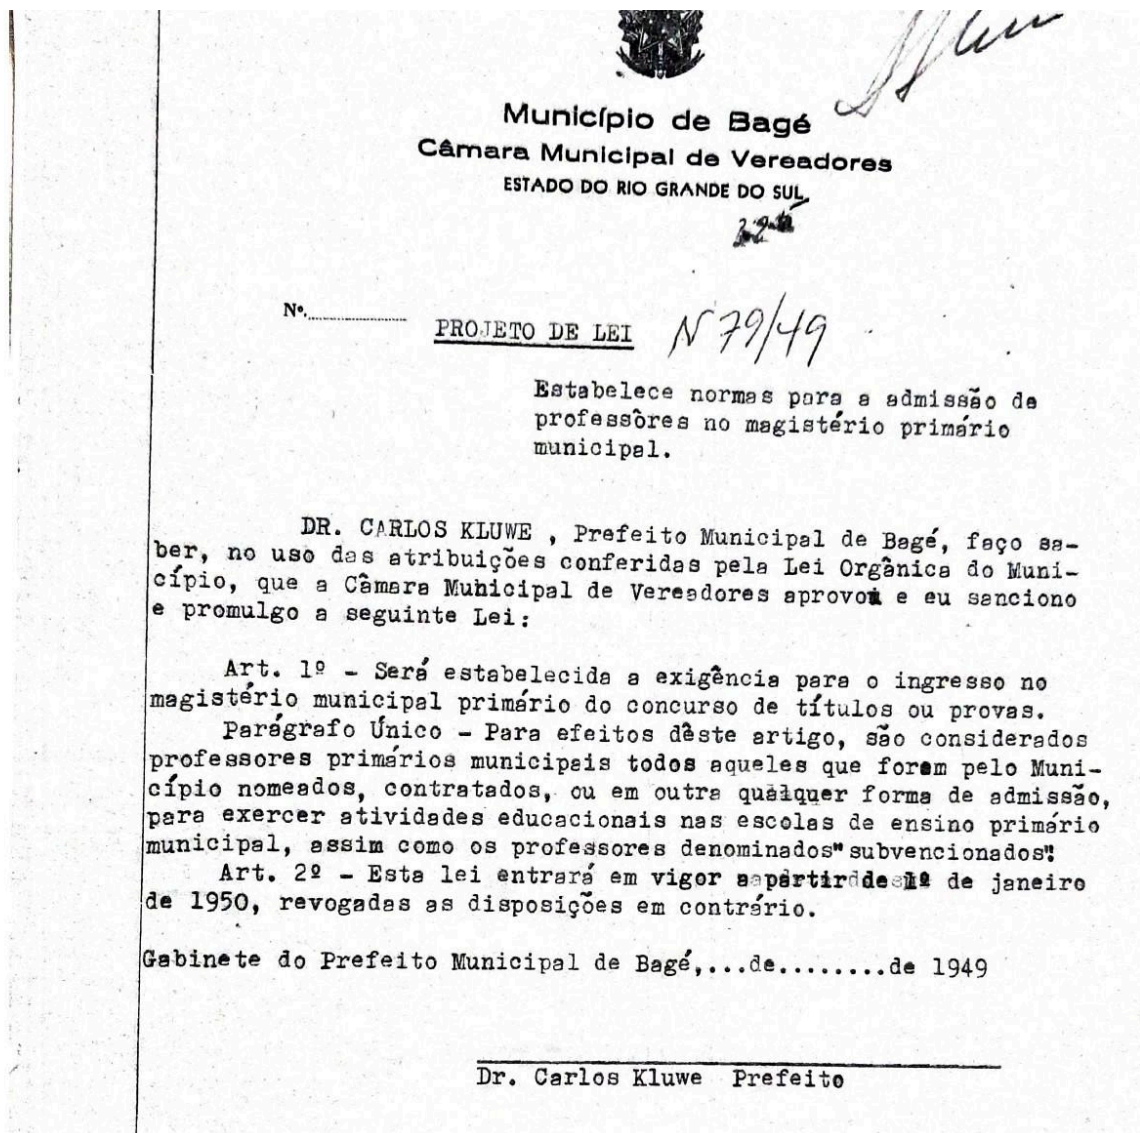 Município de Bagé
Câmara Municipal de Vereadores
ESTADO DO RIO GRANDE DO SUL
Nº.
PROJETO DE LEI N 79/49
Estabelece normas para a admissão de
professôres no magistério primário
municipal.
DR. CARLOS KLUWE , Prefeito Municipal de Bagé, faço sa-
ber, no uso das atribuições conferidas pela Lei Orgânica do Muni-
cípio, que a Câmara Municipal de Vereadores aprovou e eu sanciono
e promulgo a seguinte Lei:
Art. 1º - Será estabelecida a exigência para o ingresso no
magistério municipal primário do concurso de títulos ou provas.
Parágrafo Único - Para efeitos dêste artigo, são considerados
professores primários municipais todos aqueles que forem pelo Muni-
cípio nomeados, contratados, ou em outra qualquer forma de admissão,
para exercer atividades educacionais nas escolas de ensino primário
municipal, assim como os professores denominados"subvencionados".
Art. 2º - Esta lei entrará em vigor a partir de 1º de janeiro
de 1950, revogadas as disposições em contrário.
Gabinete do Prefeito Municipal de Bagé,...de.........de 1949
Dr. Carlos Kluwe Prefeito